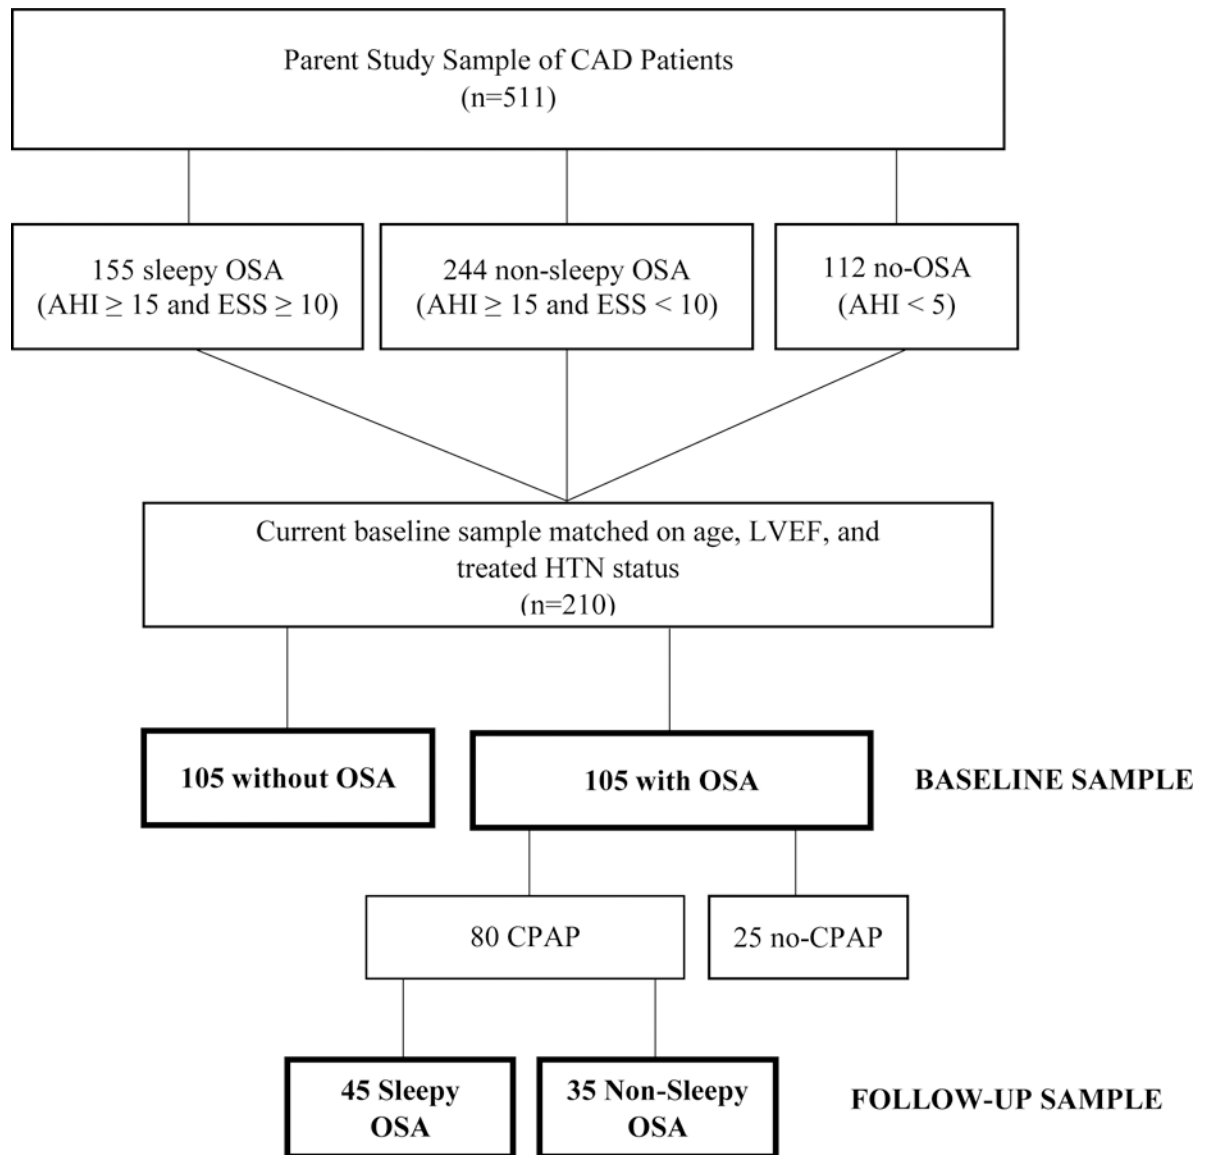 Parent Study Sample of CAD Patients
(n=511)
155 sleepy OSA
(AHI ≥ 15 and ESS ≥ 10)
244 non-sleepy OSA
(AHI ≥ 15 and ESS < 10)
112 no-OSA
(AHI < 5)
Current baseline sample matched on age, LVEF, and
treated HTN status
(n=210)
105 without OSA
105 with OSA
BASELINE SAMPLE
80 CPAP
25 no-CPAP
45 Sleepy
OSA
35 Non-Sleepy
OSA
FOLLOW-UP SAMPLE